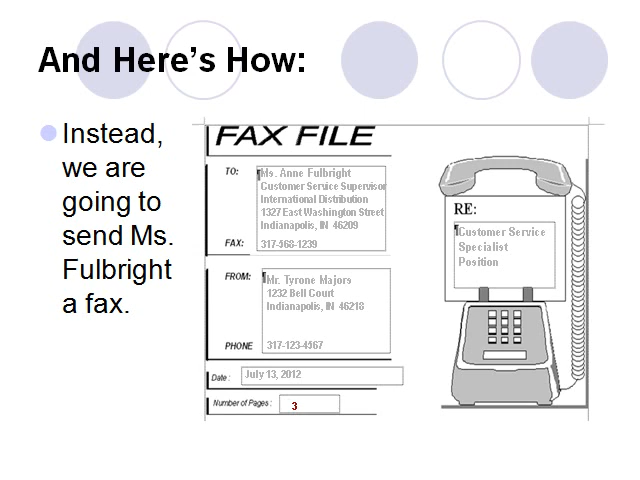 And Here's How:
Instead,
we are
going to
send Ms.
Fulbright
a fax.
FAX FILE
TO:
Ms. Anne Fulbright
Customer Service Supervisor
International Distribution
1327 East Washington Street
Indianapolis, IN 46209
FAX:
317-568-1239
FROM:
Mr. Tyrone Majors
1232 Bell Court
Indianapolis, IN 46218
PHONE
317-123-4567
Date:
July 13, 2012
Number of Pages:
3
RE:
Customer Service
Specialist
Position